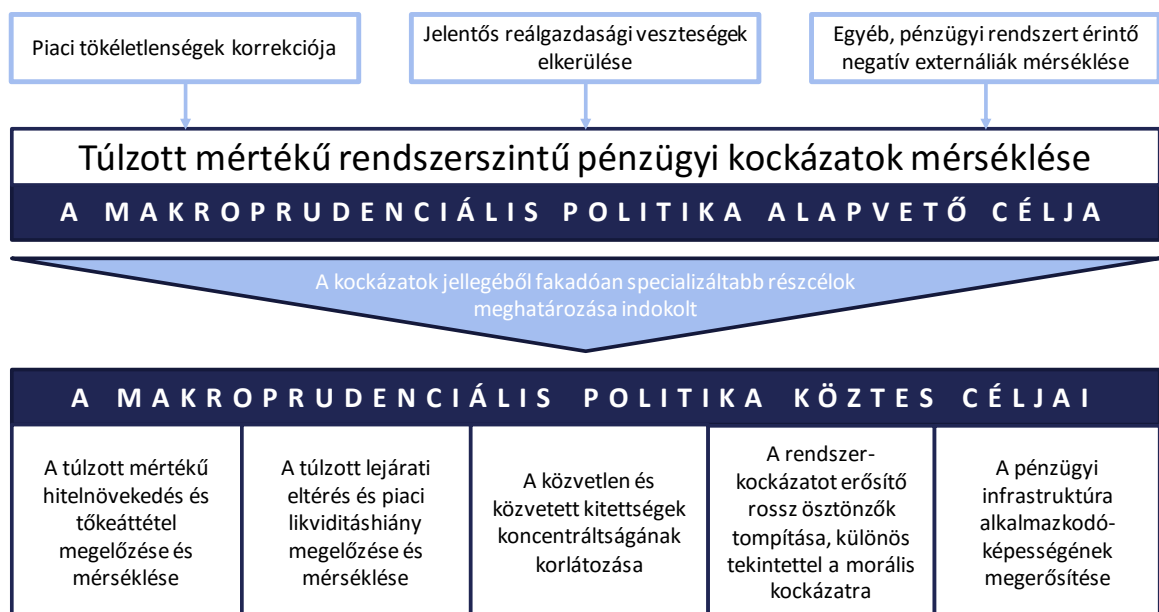 Piaci tökéletlenségek korrekciója
Jelentős reálgazdasági veszteségek
elkerülése
Egyéb, pénzügyi rendszert érintő
negatív externáliák mérséklése
Túlzott mértékű rendszerszintű pénzügyi kockázatok mérséklése
A MAKROPRUDENCIÁLIS POLITIKA ALAPVETŐ CÉLJA
A kockázatok jellegéből fakadóan specializáltabb részcélok
meghatározása indokolt
A MAKROPRUDENCIÁLIS POLITIKA KÖZTES CÉLJAI
A túlzott mértékű
hitelnövekedés és
tőkeáttétel
megelőzése és
mérséklése
A túlzott lejárati
eltérés és piaci
likviditáshiány
megelőzése és
mérséklése
A közvetlen és
közvetett kitettségek
koncentráltságának
korlátozása
A rendszer-
kockázatot erősítő
rossz ösztönzők
tompítása, különös
tekintettel a morális
kockázatra
A pénzügyi
infrastruktúra
alkalmazkodó-
képességének
megerősítése